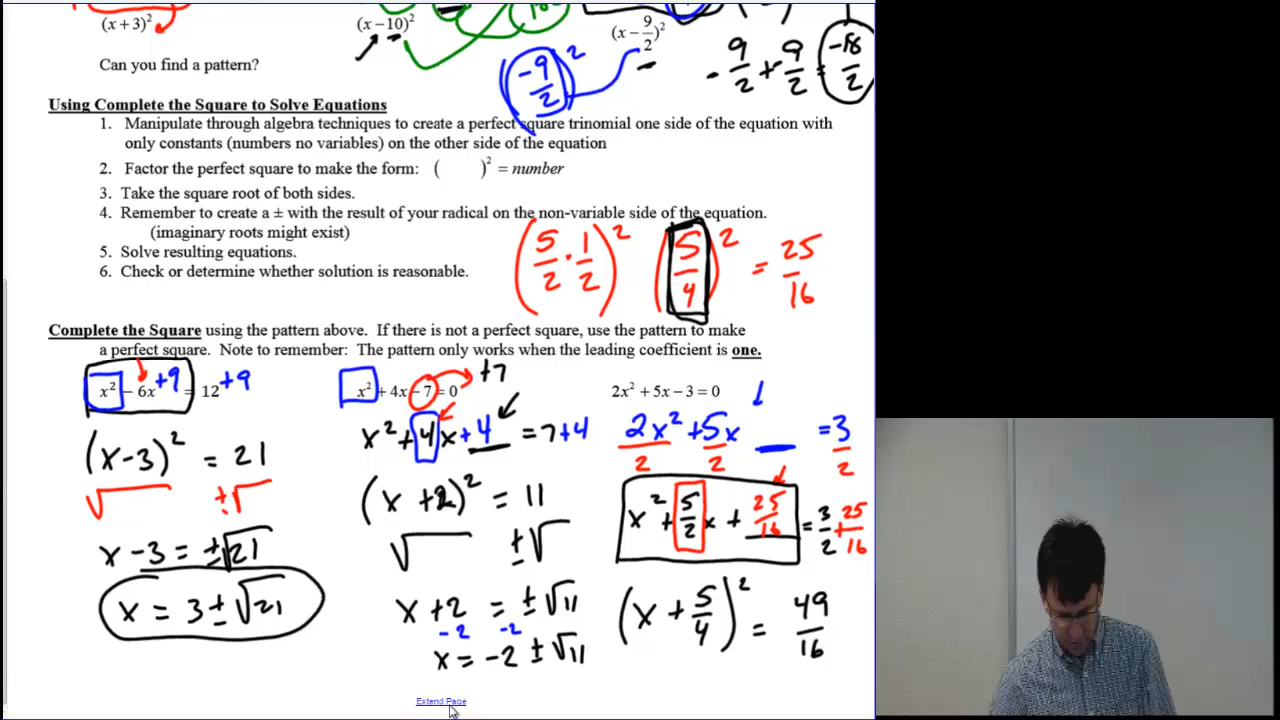 (x+3)²
(x−10)²
(x − 9/2)²
(-9/2)²
- 9/2 + 9/2 = -18/2
Can you find a pattern?
Using Complete the Square to Solve Equations
1. Manipulate through algebra techniques to create a perfect square trinomial one side of the equation with
only constants (numbers no variables) on the other side of the equation
2. Factor the perfect square to make the form: ( )² = number
3. Take the square root of both sides.
4. Remember to create a ± with the result of your radical on the non-variable side of the equation.
(imaginary roots might exist)
5. Solve resulting equations.
6. Check or determine whether solution is reasonable.
(5/2 · 1/2)² (5/4)² = 25/16
Complete the Square using the pattern above. If there is not a perfect square, use the pattern to make
a perfect square. Note to remember: The pattern only works when the leading coefficient is one.
x² − 6x +9 = 12 +9
(x-3)² = 21
√ ±√
x-3 = ±√21
x = 3±√21
x² + 4x − 7 = 0 +7
x² + 4x +4 = 7+4
(x +2)² = 11
√ ±√
x +2 = ±√11
-2 -2
x = -2 ±√11
2x² + 5x − 3 = 0
2x²/2 +5x/2 = 3/2
x² + 5/2 x + 25/16 = 3/2 + 25/16
(x + 5/4)² = 49/16
Extend Page